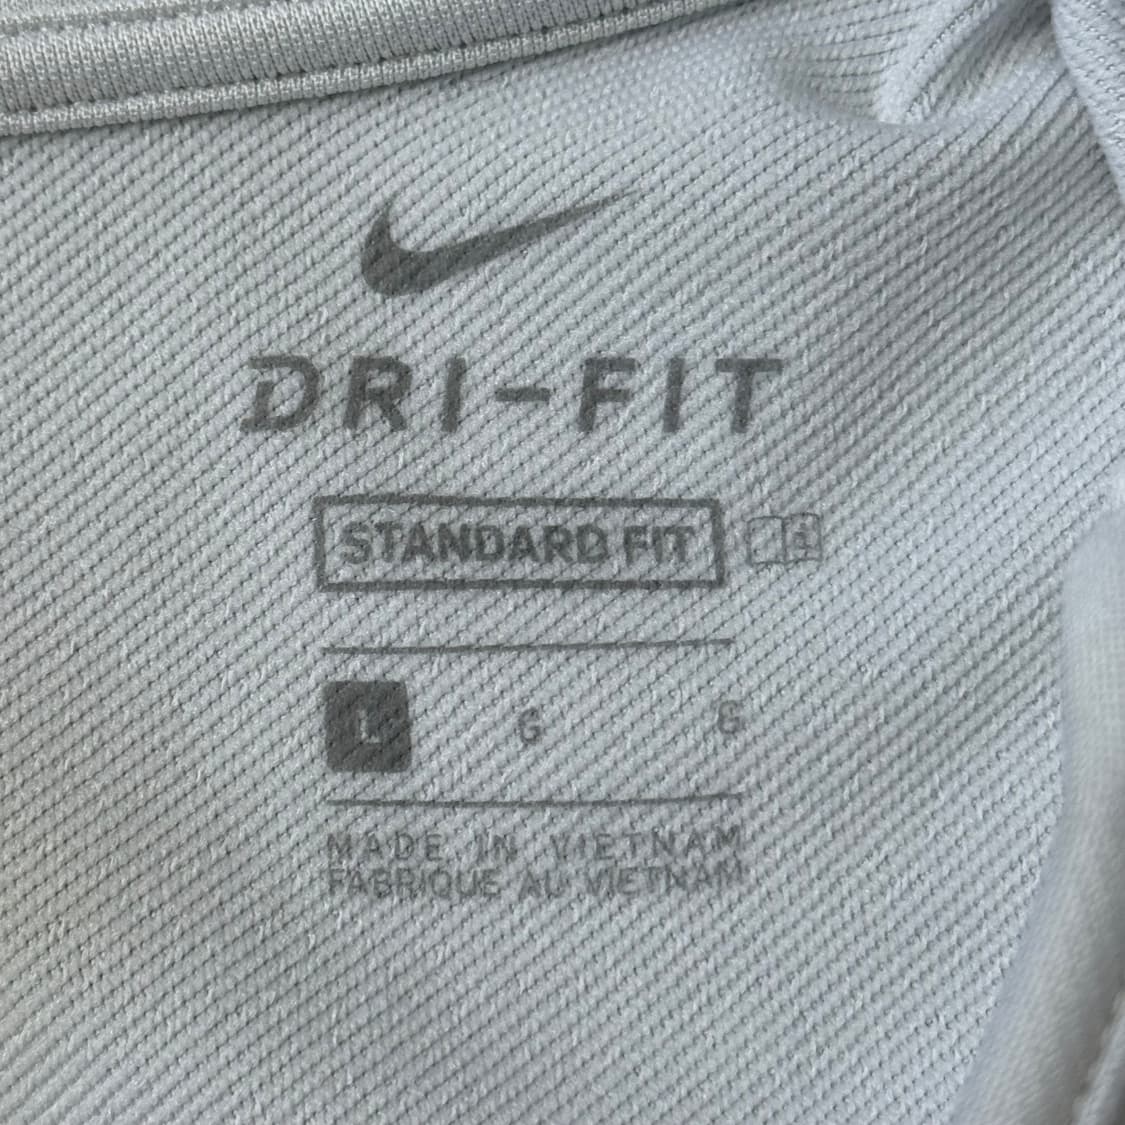 DRI-FIT
STANDARD FIT
L G G
MADE IN VIETNAM
FABRIQUE AU VIETNAM